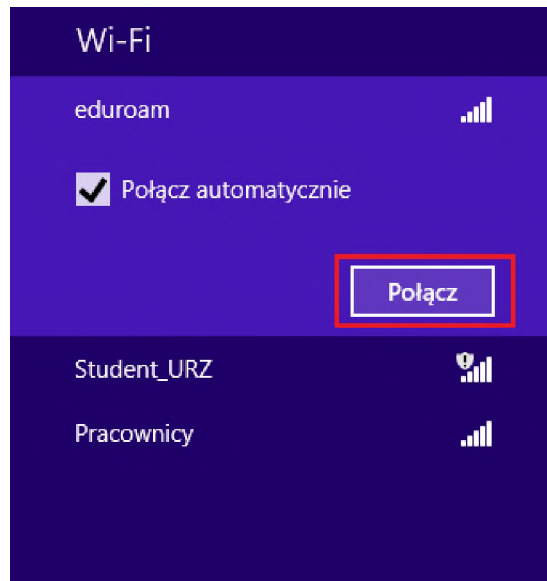 Wi-Fi
eduroam
Połącz automatycznie
Połącz
Student_URZ
Pracownicy